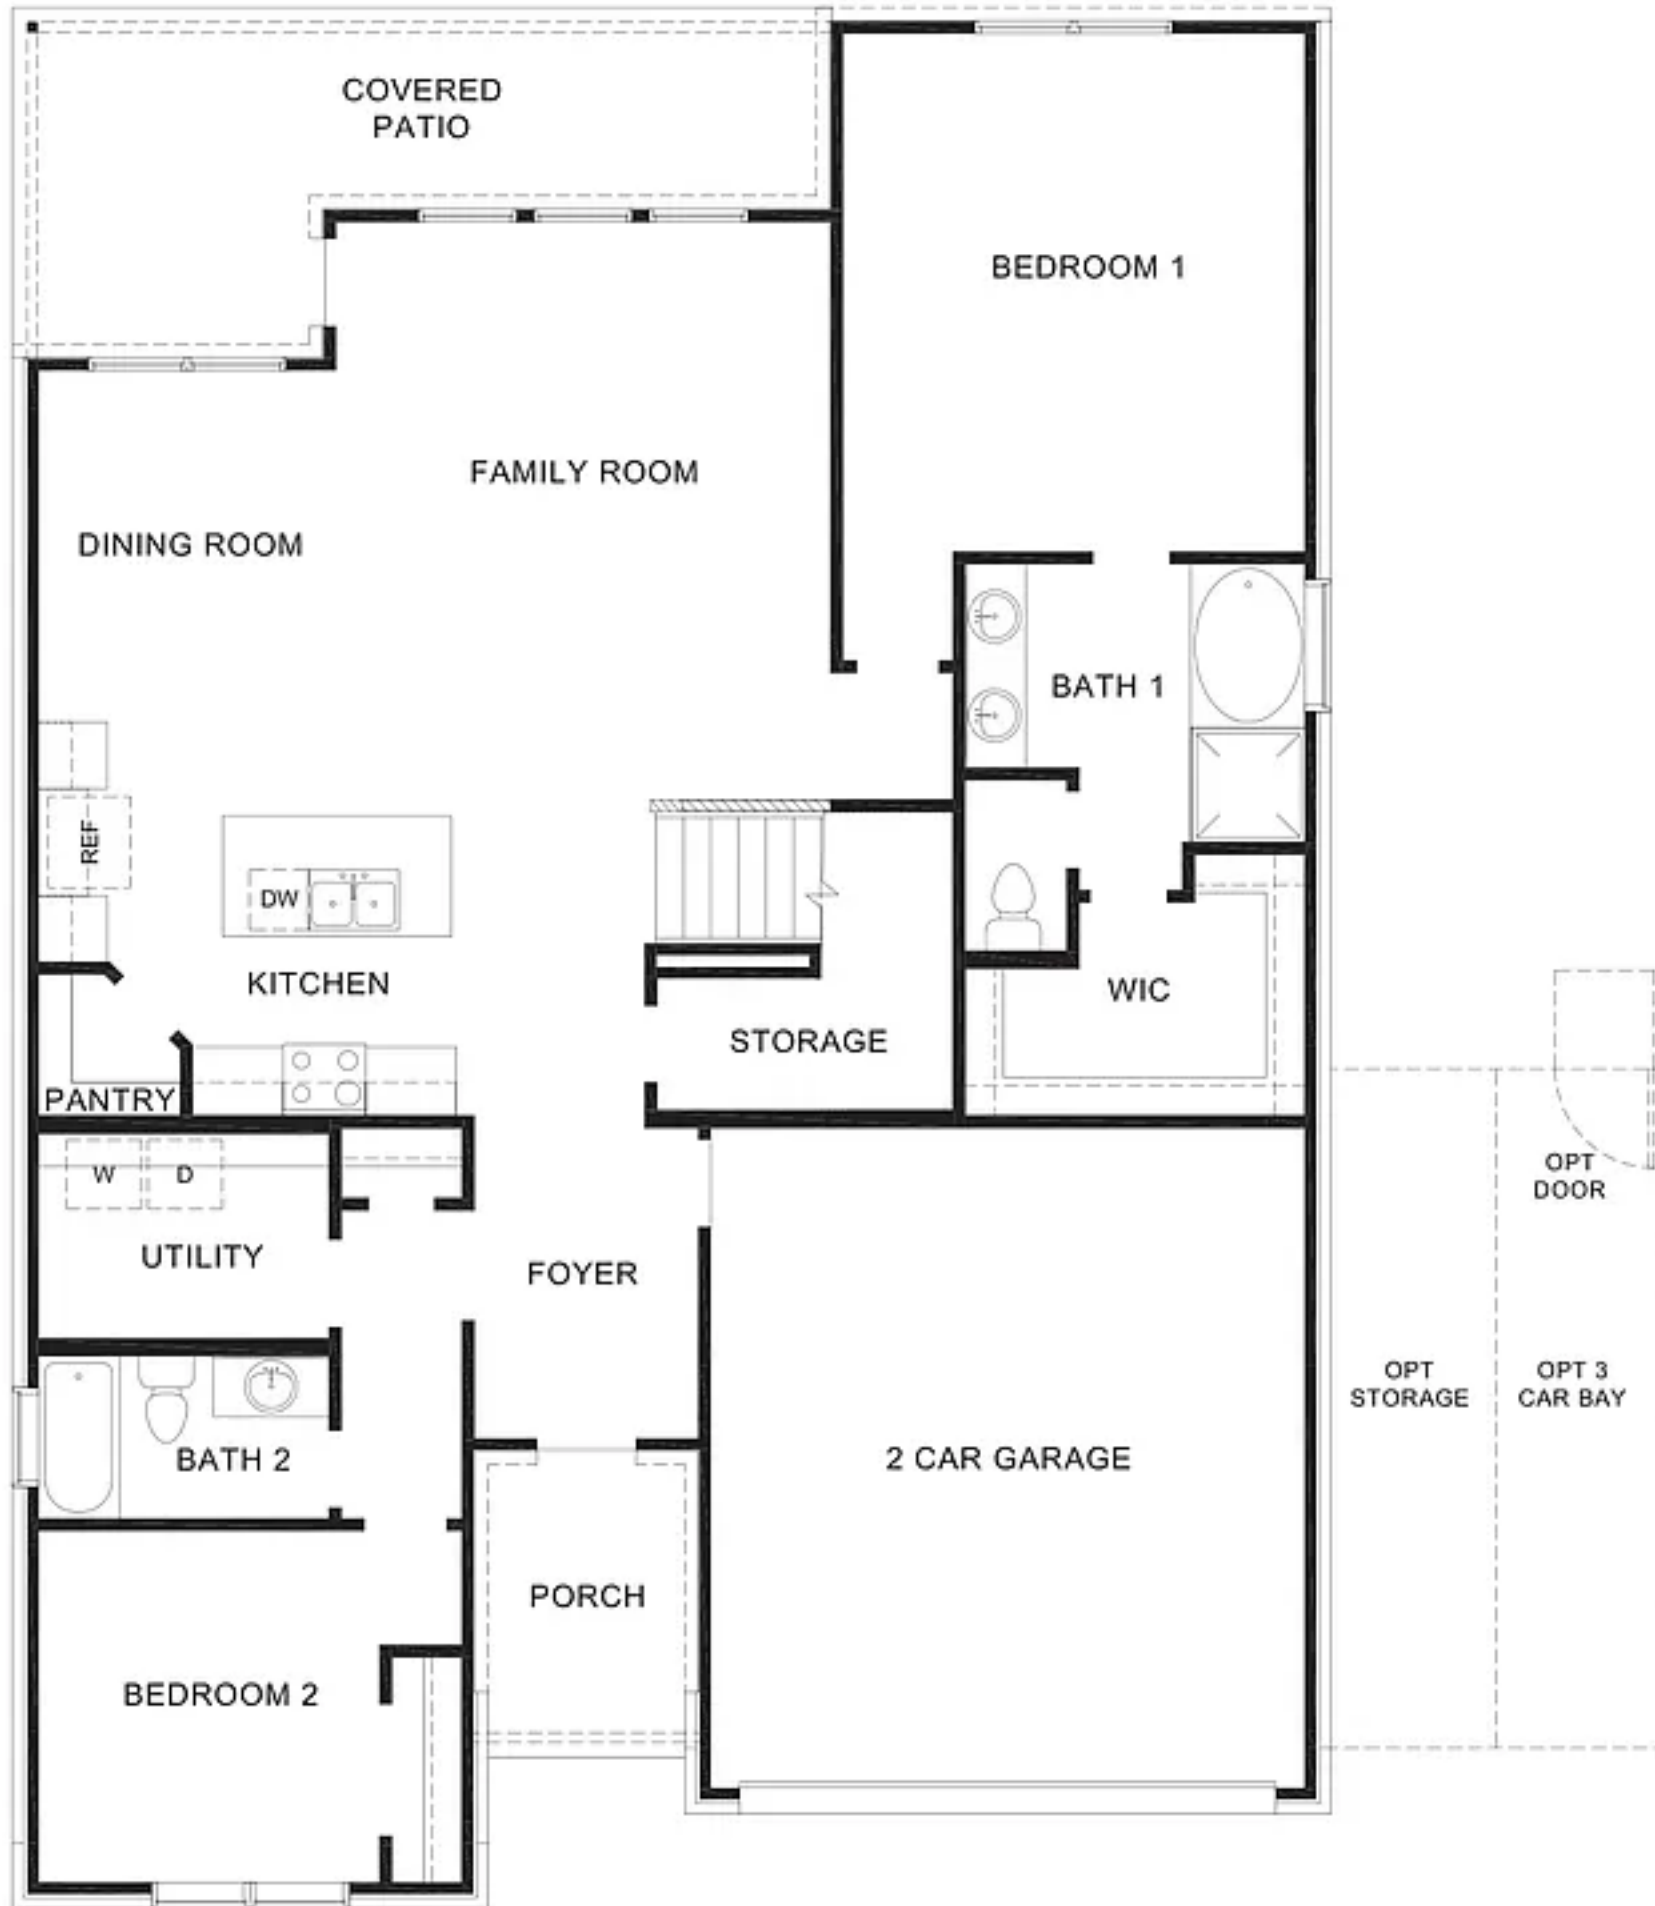 COVERED
PATIO
BEDROOM 1
FAMILY ROOM
DINING ROOM
BATH 1
REF
DW
KITCHEN
WIC
STORAGE
PANTRY
W
D
OPT
DOOR
UTILITY
FOYER
OPT
STORAGE
OPT 3
CAR BAY
BATH 2
2 CAR GARAGE
PORCH
BEDROOM 2